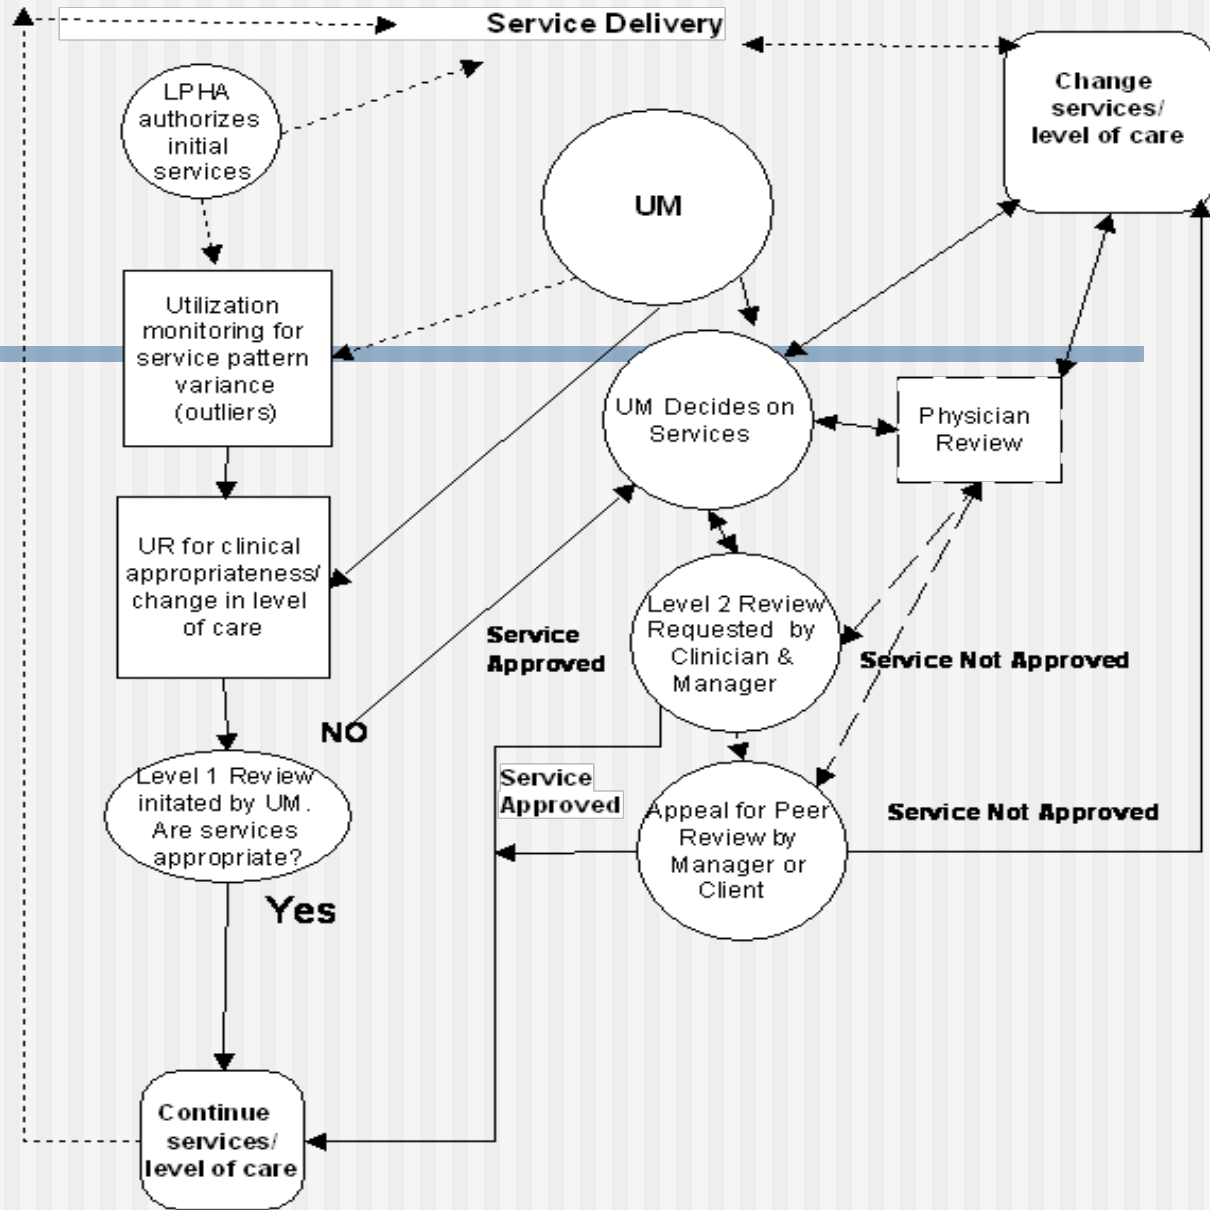 Service Delivery
LPHA
authorizes
initial
services
Change
services/
level of care
UM
Utilization
monitoring for
service pattern
variance
(outliers)
UM Decides on
Services
Physician
Review
UR for clinical
appropriateness/
change in level
of care
Level 2 Review
Requested by
Clinician &
Manager
Service
Approved
Service Not Approved
NO
Level 1 Review
initated by UM.
Are services
appropriate?
Service
Approved
Appeal for Peer
Review by
Manager or
Client
Service Not Approved
Yes
Continue
services/
level of care